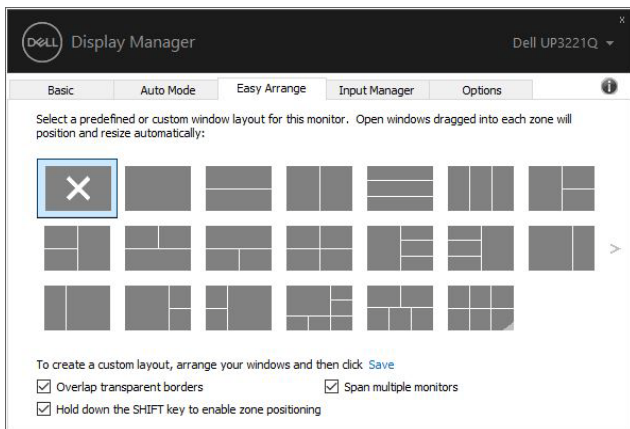 x
DELL Display Manager Dell UP3221Q
Basic Auto Mode Easy Arrange Input Manager Options i
Select a predefined or custom window layout for this monitor. Open windows dragged into each zone will
position and resize automatically:
>
To create a custom layout, arrange your windows and then click Save
Overlap transparent borders Span multiple monitors
Hold down the SHIFT key to enable zone positioning